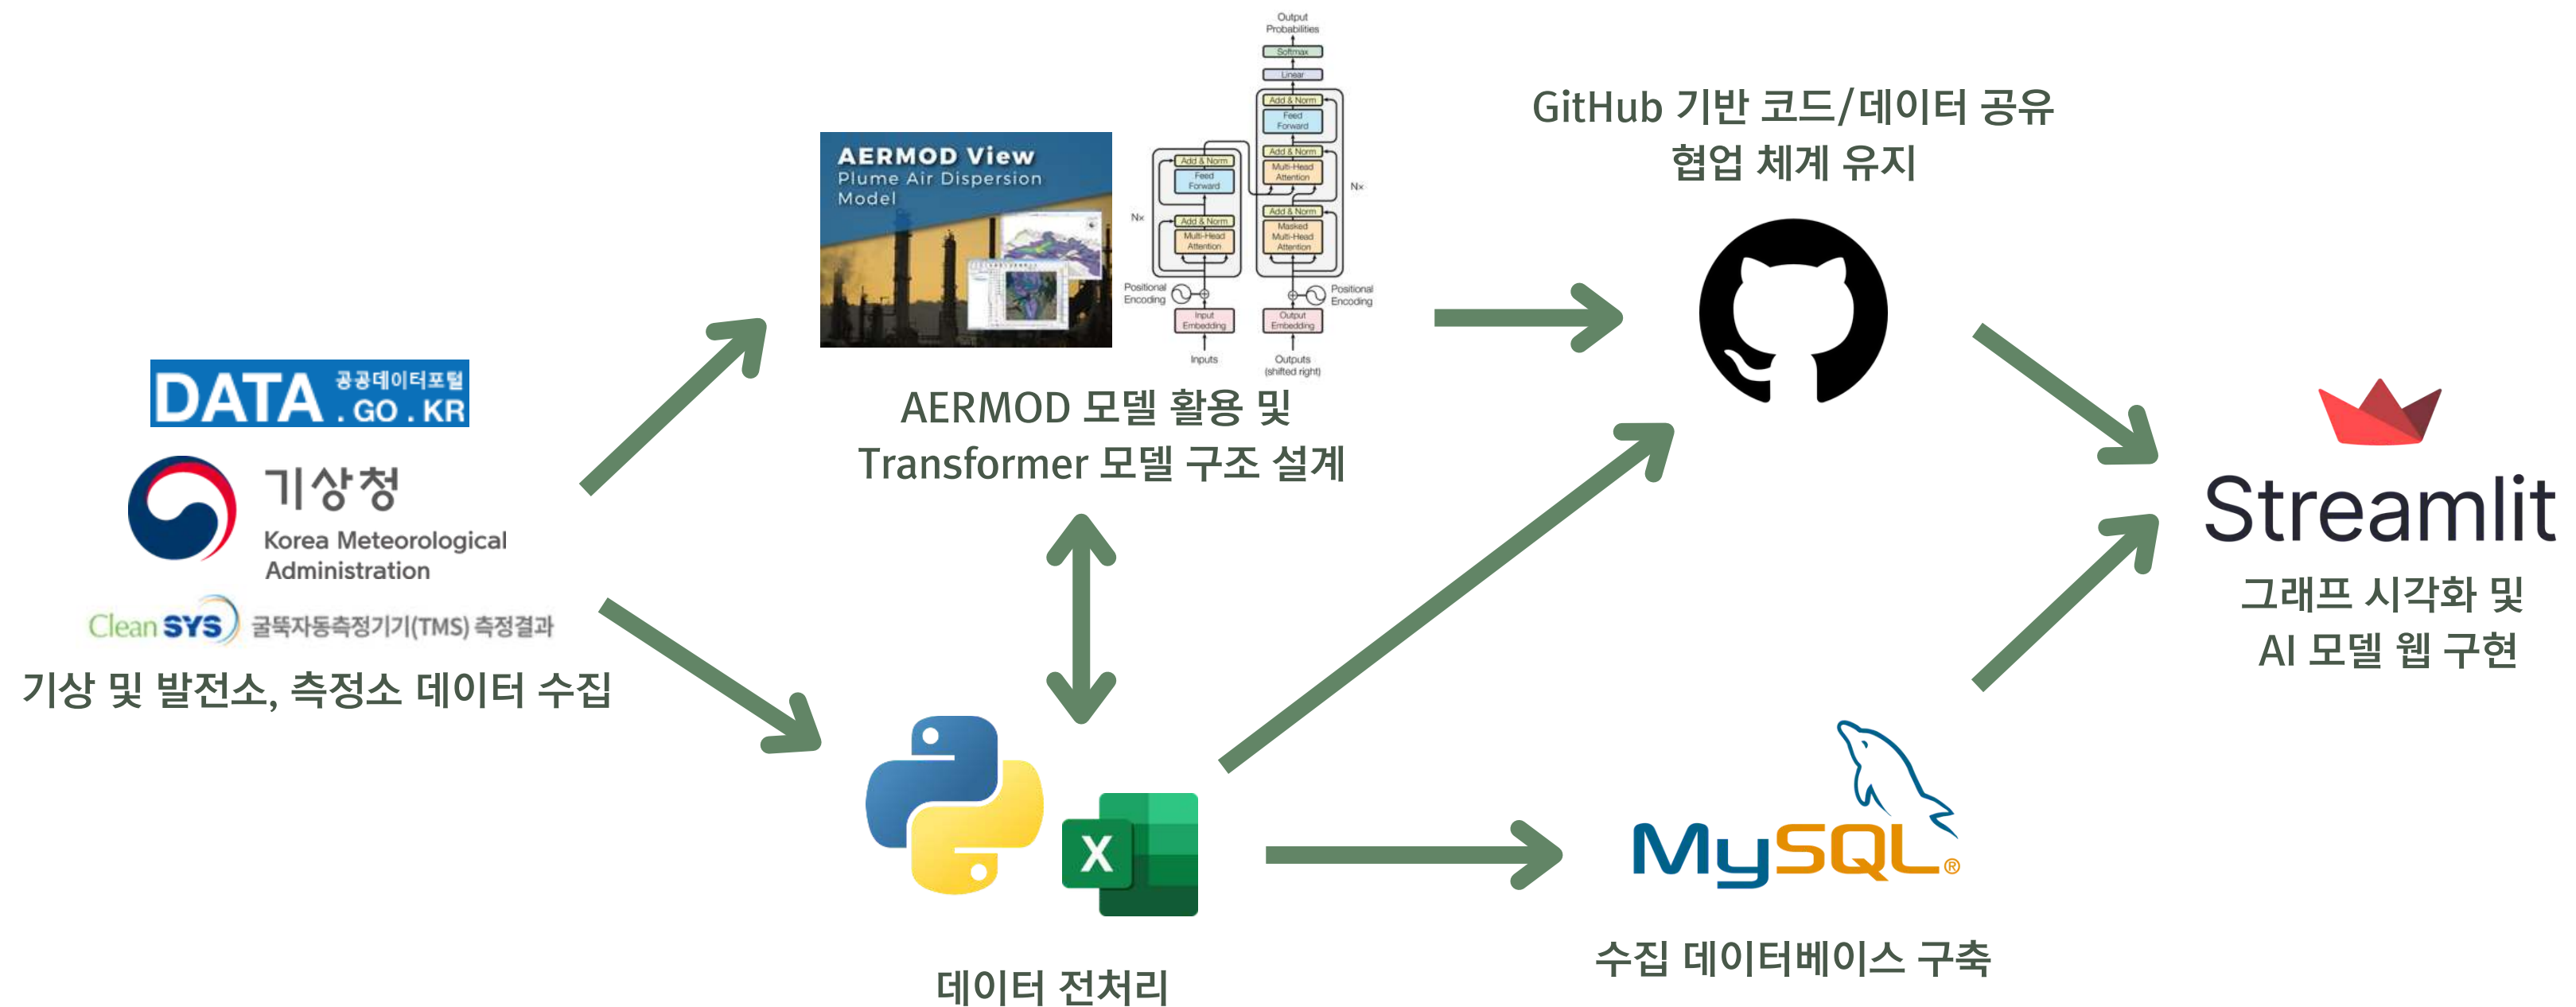 DATA 공공데이터포털
. GO . KR
기상청
Korea Meteorological
Administration
Clean SYS 굴뚝자동측정기기(TMS) 측정결과
기상 및 발전소, 측정소 데이터 수집
AERMOD View
Plume Air Dispersion
Model
Output
Probabilities
Softmax
Linear
Add & Norm
Feed
Forward
Add & Norm
Multi-Head
Attention
Nx
Add & Norm
Masked
Multi-Head
Attention
Positional
Encoding
Output
Embedding
Outputs
(shifted right)
Add & Norm
Feed
Forward
Nx
Add & Norm
Multi-Head
Attention
Positional
Encoding
Input
Embedding
Inputs
AERMOD 모델 활용 및
Transformer 모델 구조 설계
X
데이터 전처리
GitHub 기반 코드/데이터 공유
협업 체계 유지
MySQL®
수집 데이터베이스 구축
Streamlit
그래프 시각화 및
AI 모델 웹 구현